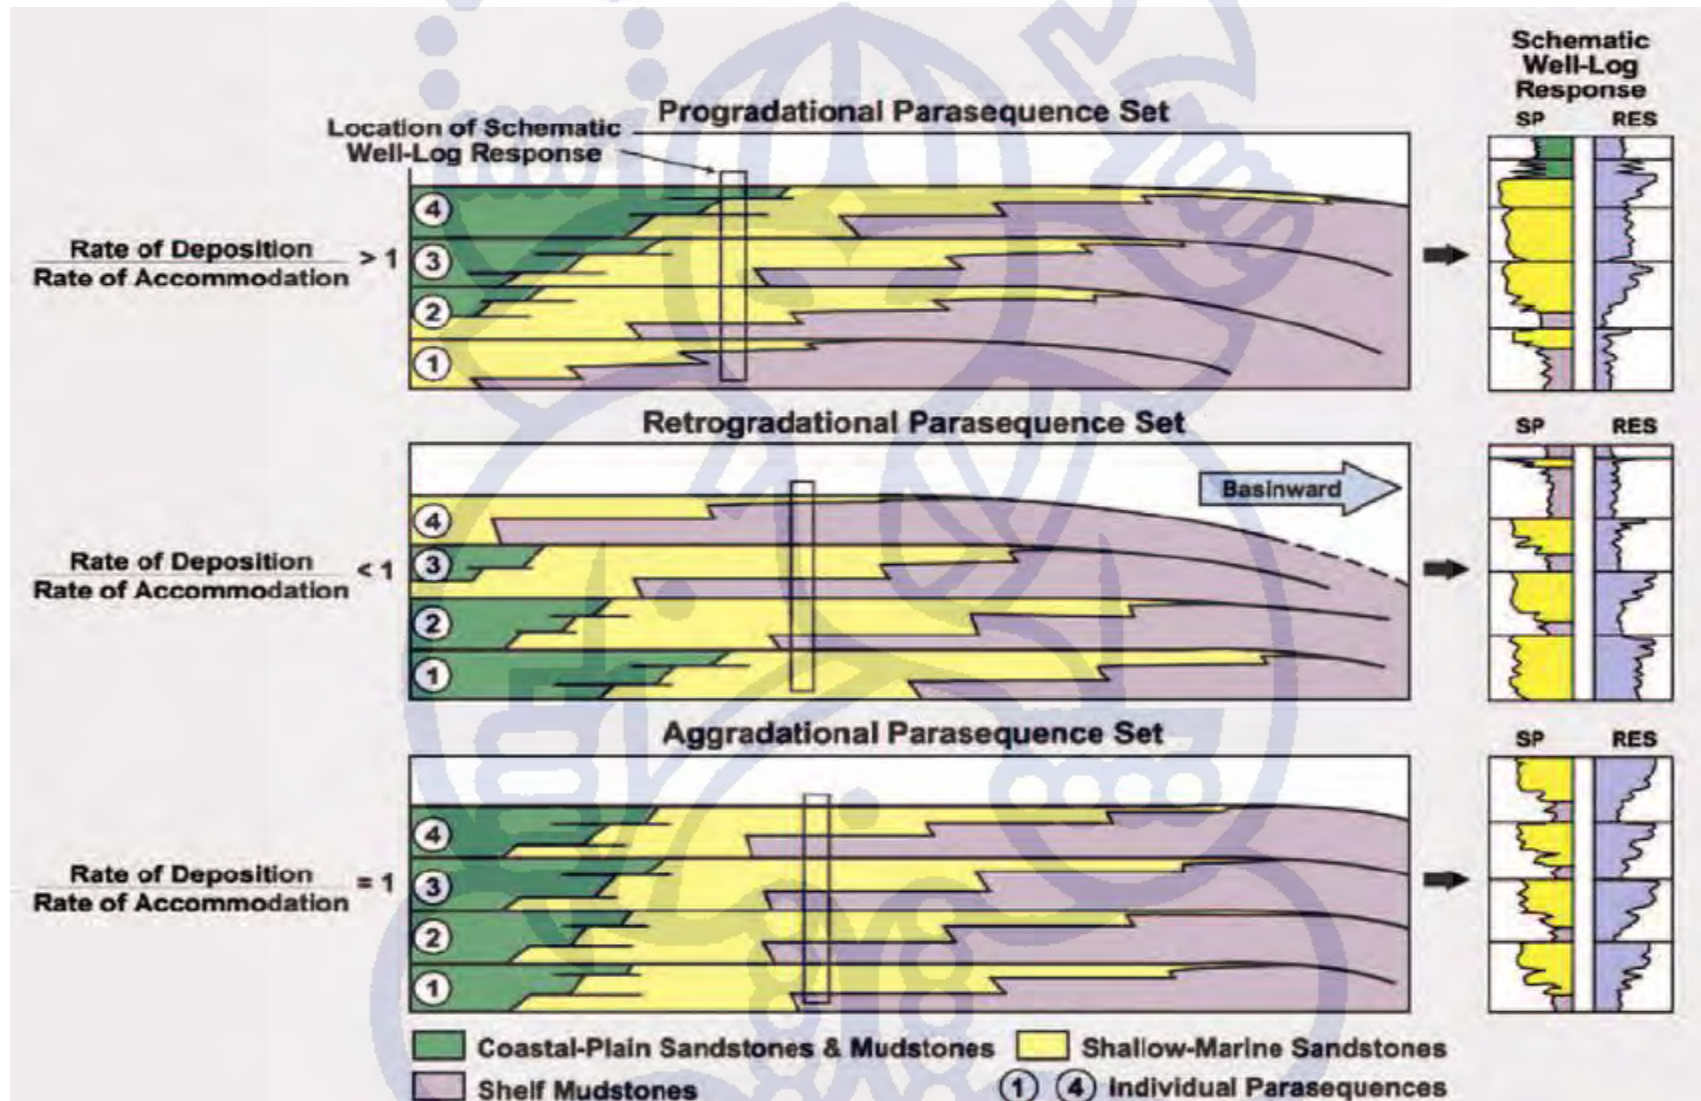 Schematic
Well-Log
Response
SP RES
Progradational Parasequence Set
Location of Schematic
Well-Log Response
Rate of Deposition
Rate of Accommodation
> 1
4
3
2
1
Retrogradational Parasequence Set
SP RES
Basinward
Rate of Deposition
Rate of Accommodation
< 1
4
3
2
1
Aggradational Parasequence Set
SP RES
Rate of Deposition
Rate of Accommodation
= 1
4
3
2
1
Coastal-Plain Sandstones & Mudstones
Shallow-Marine Sandstones
Shelf Mudstones
1 4 Individual Parasequences